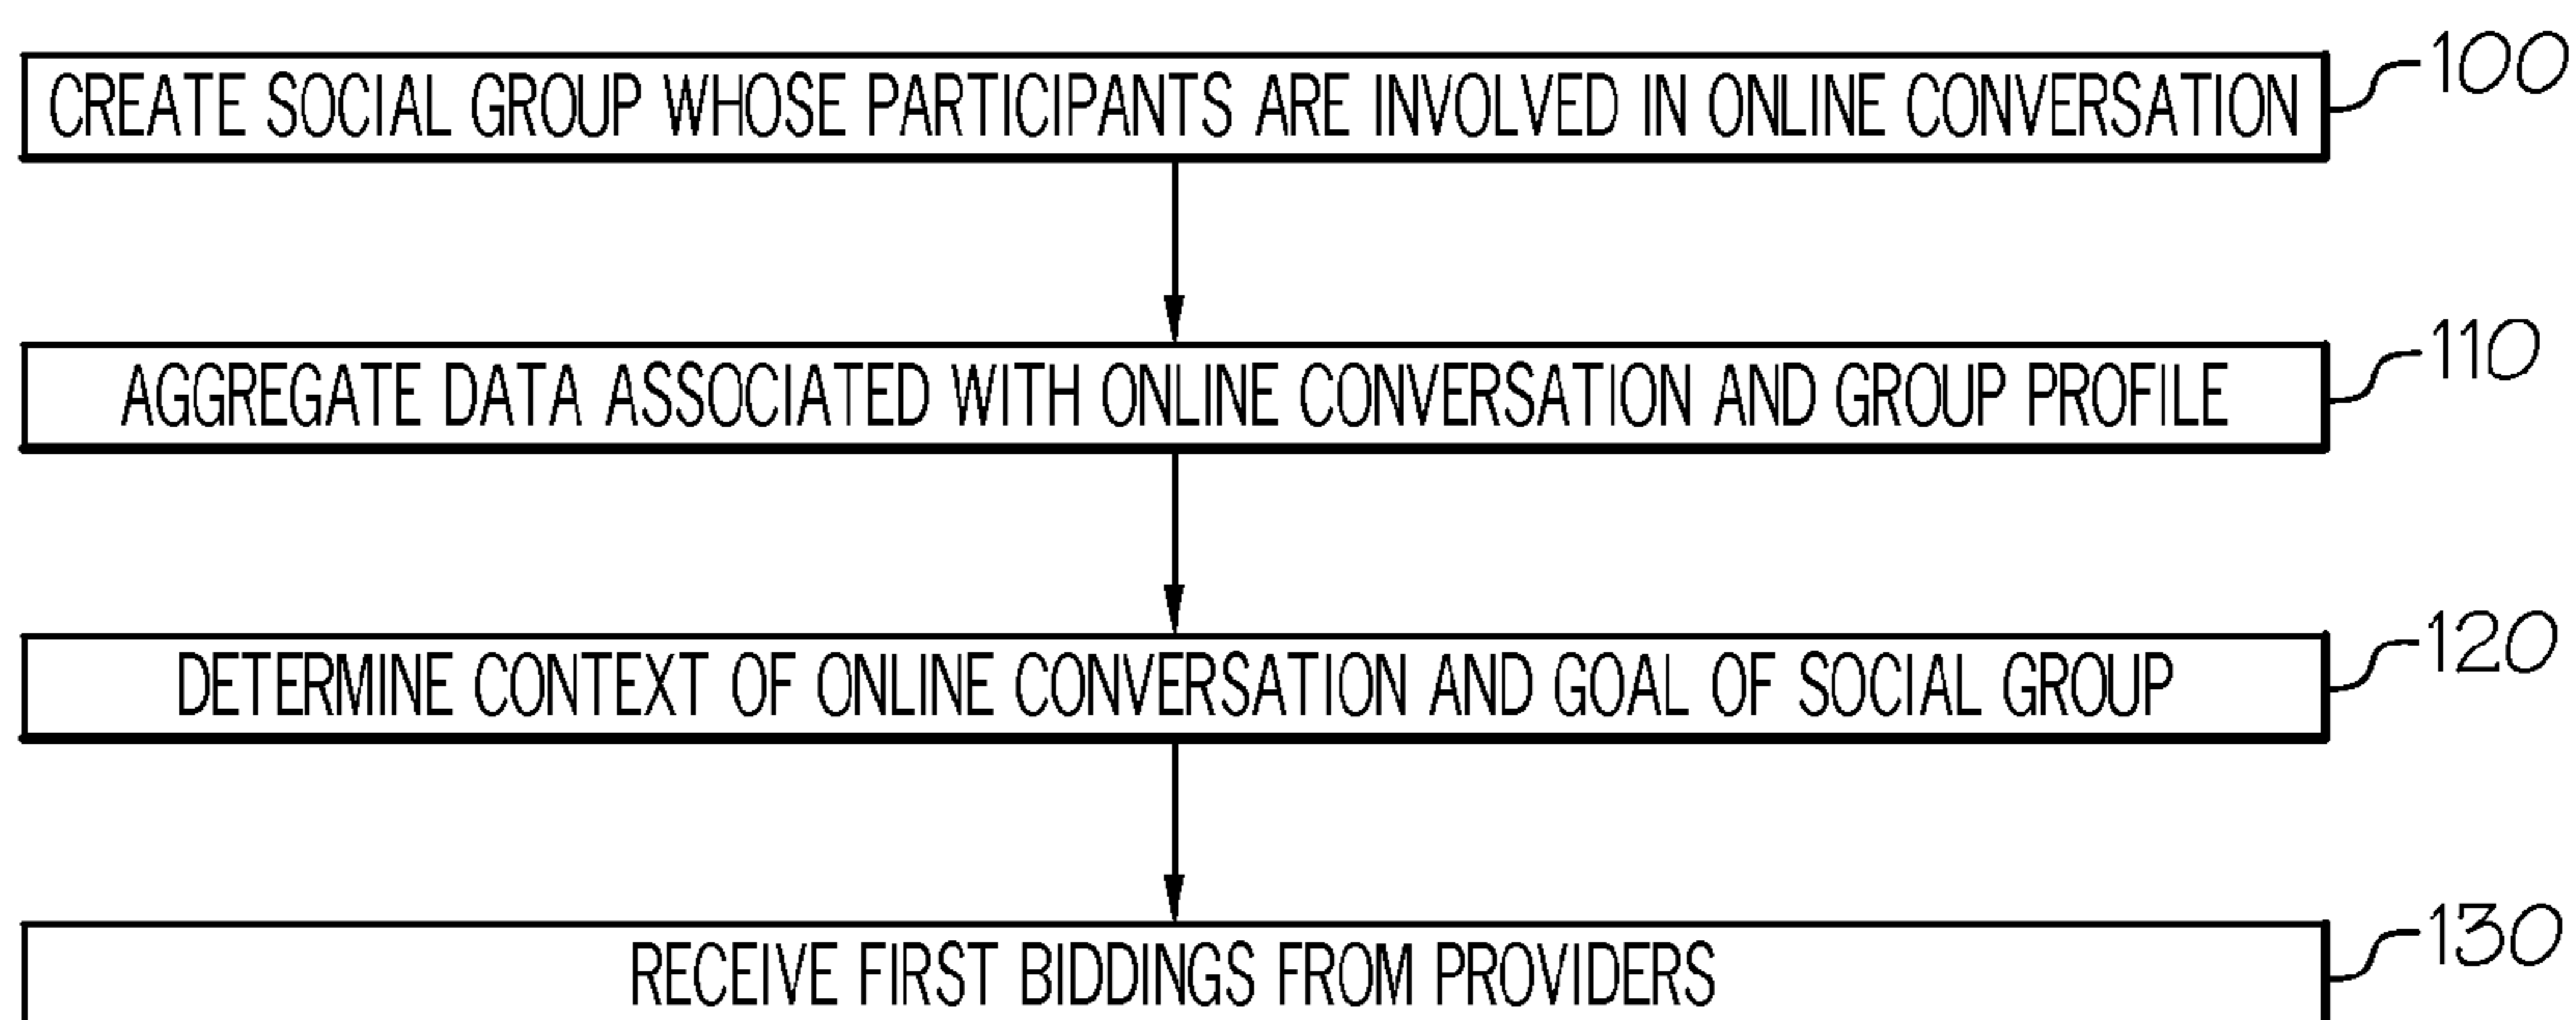 CREATE SOCIAL GROUP WHOSE PARTICIPANTS ARE INVOLVED IN ONLINE CONVERSATION 100
AGGREGATE DATA ASSOCIATED WITH ONLINE CONVERSATION AND GROUP PROFILE 110
DETERMINE CONTEXT OF ONLINE CONVERSATION AND GOAL OF SOCIAL GROUP 120
RECEIVE FIRST BIDDINGS FROM PROVIDERS 130